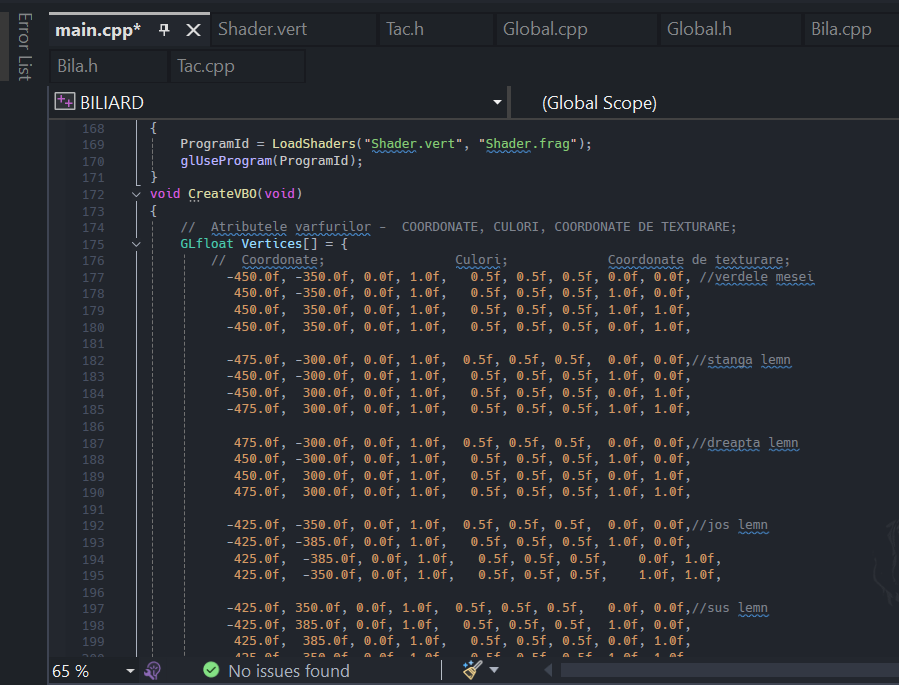 Error List
main.cpp*
Shader.vert
Tac.h
Global.cpp
Global.h
Bila.cpp
Bila.h
Tac.cpp
BILIARD
(Global Scope)
168 {
169 ProgramId = LoadShaders("Shader.vert", "Shader.frag");
170 glUseProgram(ProgramId);
171 }
172 void CreateVBO(void)
173 {
174 // Atributele varfurilor - COORDONATE, CULORI, COORDONATE DE TEXTURARE;
175 GLfloat Vertices[] = {
176 // Coordonate; Culori; Coordonate de texturare;
177 -450.0f, -350.0f, 0.0f, 1.0f, 0.5f, 0.5f, 0.5f, 0.0f, 0.0f, //verdele mesei
178 450.0f, -350.0f, 0.0f, 1.0f, 0.5f, 0.5f, 0.5f, 1.0f, 0.0f,
179 450.0f, 350.0f, 0.0f, 1.0f, 0.5f, 0.5f, 0.5f, 1.0f, 1.0f,
180 -450.0f, 350.0f, 0.0f, 1.0f, 0.5f, 0.5f, 0.5f, 0.0f, 1.0f,
181
182 -475.0f, -300.0f, 0.0f, 1.0f, 0.5f, 0.5f, 0.5f, 0.0f, 0.0f,//stanga lemn
183 -450.0f, -300.0f, 0.0f, 1.0f, 0.5f, 0.5f, 0.5f, 1.0f, 0.0f,
184 -450.0f, 300.0f, 0.0f, 1.0f, 0.5f, 0.5f, 0.5f, 0.0f, 1.0f,
185 -475.0f, 300.0f, 0.0f, 1.0f, 0.5f, 0.5f, 0.5f, 1.0f, 1.0f,
186
187 475.0f, -300.0f, 0.0f, 1.0f, 0.5f, 0.5f, 0.5f, 0.0f, 0.0f,//dreapta lemn
188 450.0f, -300.0f, 0.0f, 1.0f, 0.5f, 0.5f, 0.5f, 1.0f, 0.0f,
189 450.0f, 300.0f, 0.0f, 1.0f, 0.5f, 0.5f, 0.5f, 0.0f, 1.0f,
190 475.0f, 300.0f, 0.0f, 1.0f, 0.5f, 0.5f, 0.5f, 1.0f, 1.0f,
191
192 -425.0f, -350.0f, 0.0f, 1.0f, 0.5f, 0.5f, 0.5f, 0.0f, 0.0f,//jos lemn
193 -425.0f, -385.0f, 0.0f, 1.0f, 0.5f, 0.5f, 0.5f, 1.0f, 0.0f,
194 425.0f, -385.0f, 0.0f, 1.0f, 0.5f, 0.5f, 0.5f, 0.0f, 1.0f,
195 425.0f, -350.0f, 0.0f, 1.0f, 0.5f, 0.5f, 0.5f, 1.0f, 1.0f,
196
197 -425.0f, 350.0f, 0.0f, 1.0f, 0.5f, 0.5f, 0.5f, 0.0f, 0.0f,//sus lemn
198 -425.0f, 385.0f, 0.0f, 1.0f, 0.5f, 0.5f, 0.5f, 1.0f, 0.0f,
199 425.0f, 385.0f, 0.0f, 1.0f, 0.5f, 0.5f, 0.5f, 0.0f, 1.0f,
65 %
No issues found